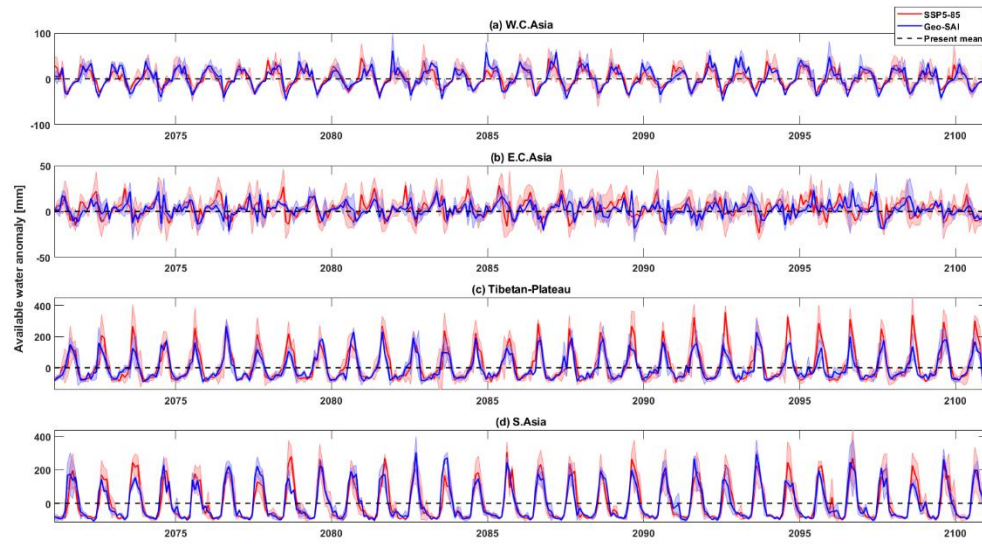 (a) W.C.Asia
SSP5-85
Geo-SAI
Present mean
100
0
-100
2075 2080 2085 2090 2095 2100
(b) E.C.Asia
50
0
-50
2075 2080 2085 2090 2095 2100
Available water anomaly [mm]
(c) Tibetan-Plateau
400
200
0
2075 2080 2085 2090 2095 2100
(d) S.Asia
400
200
0
2075 2080 2085 2090 2095 2100